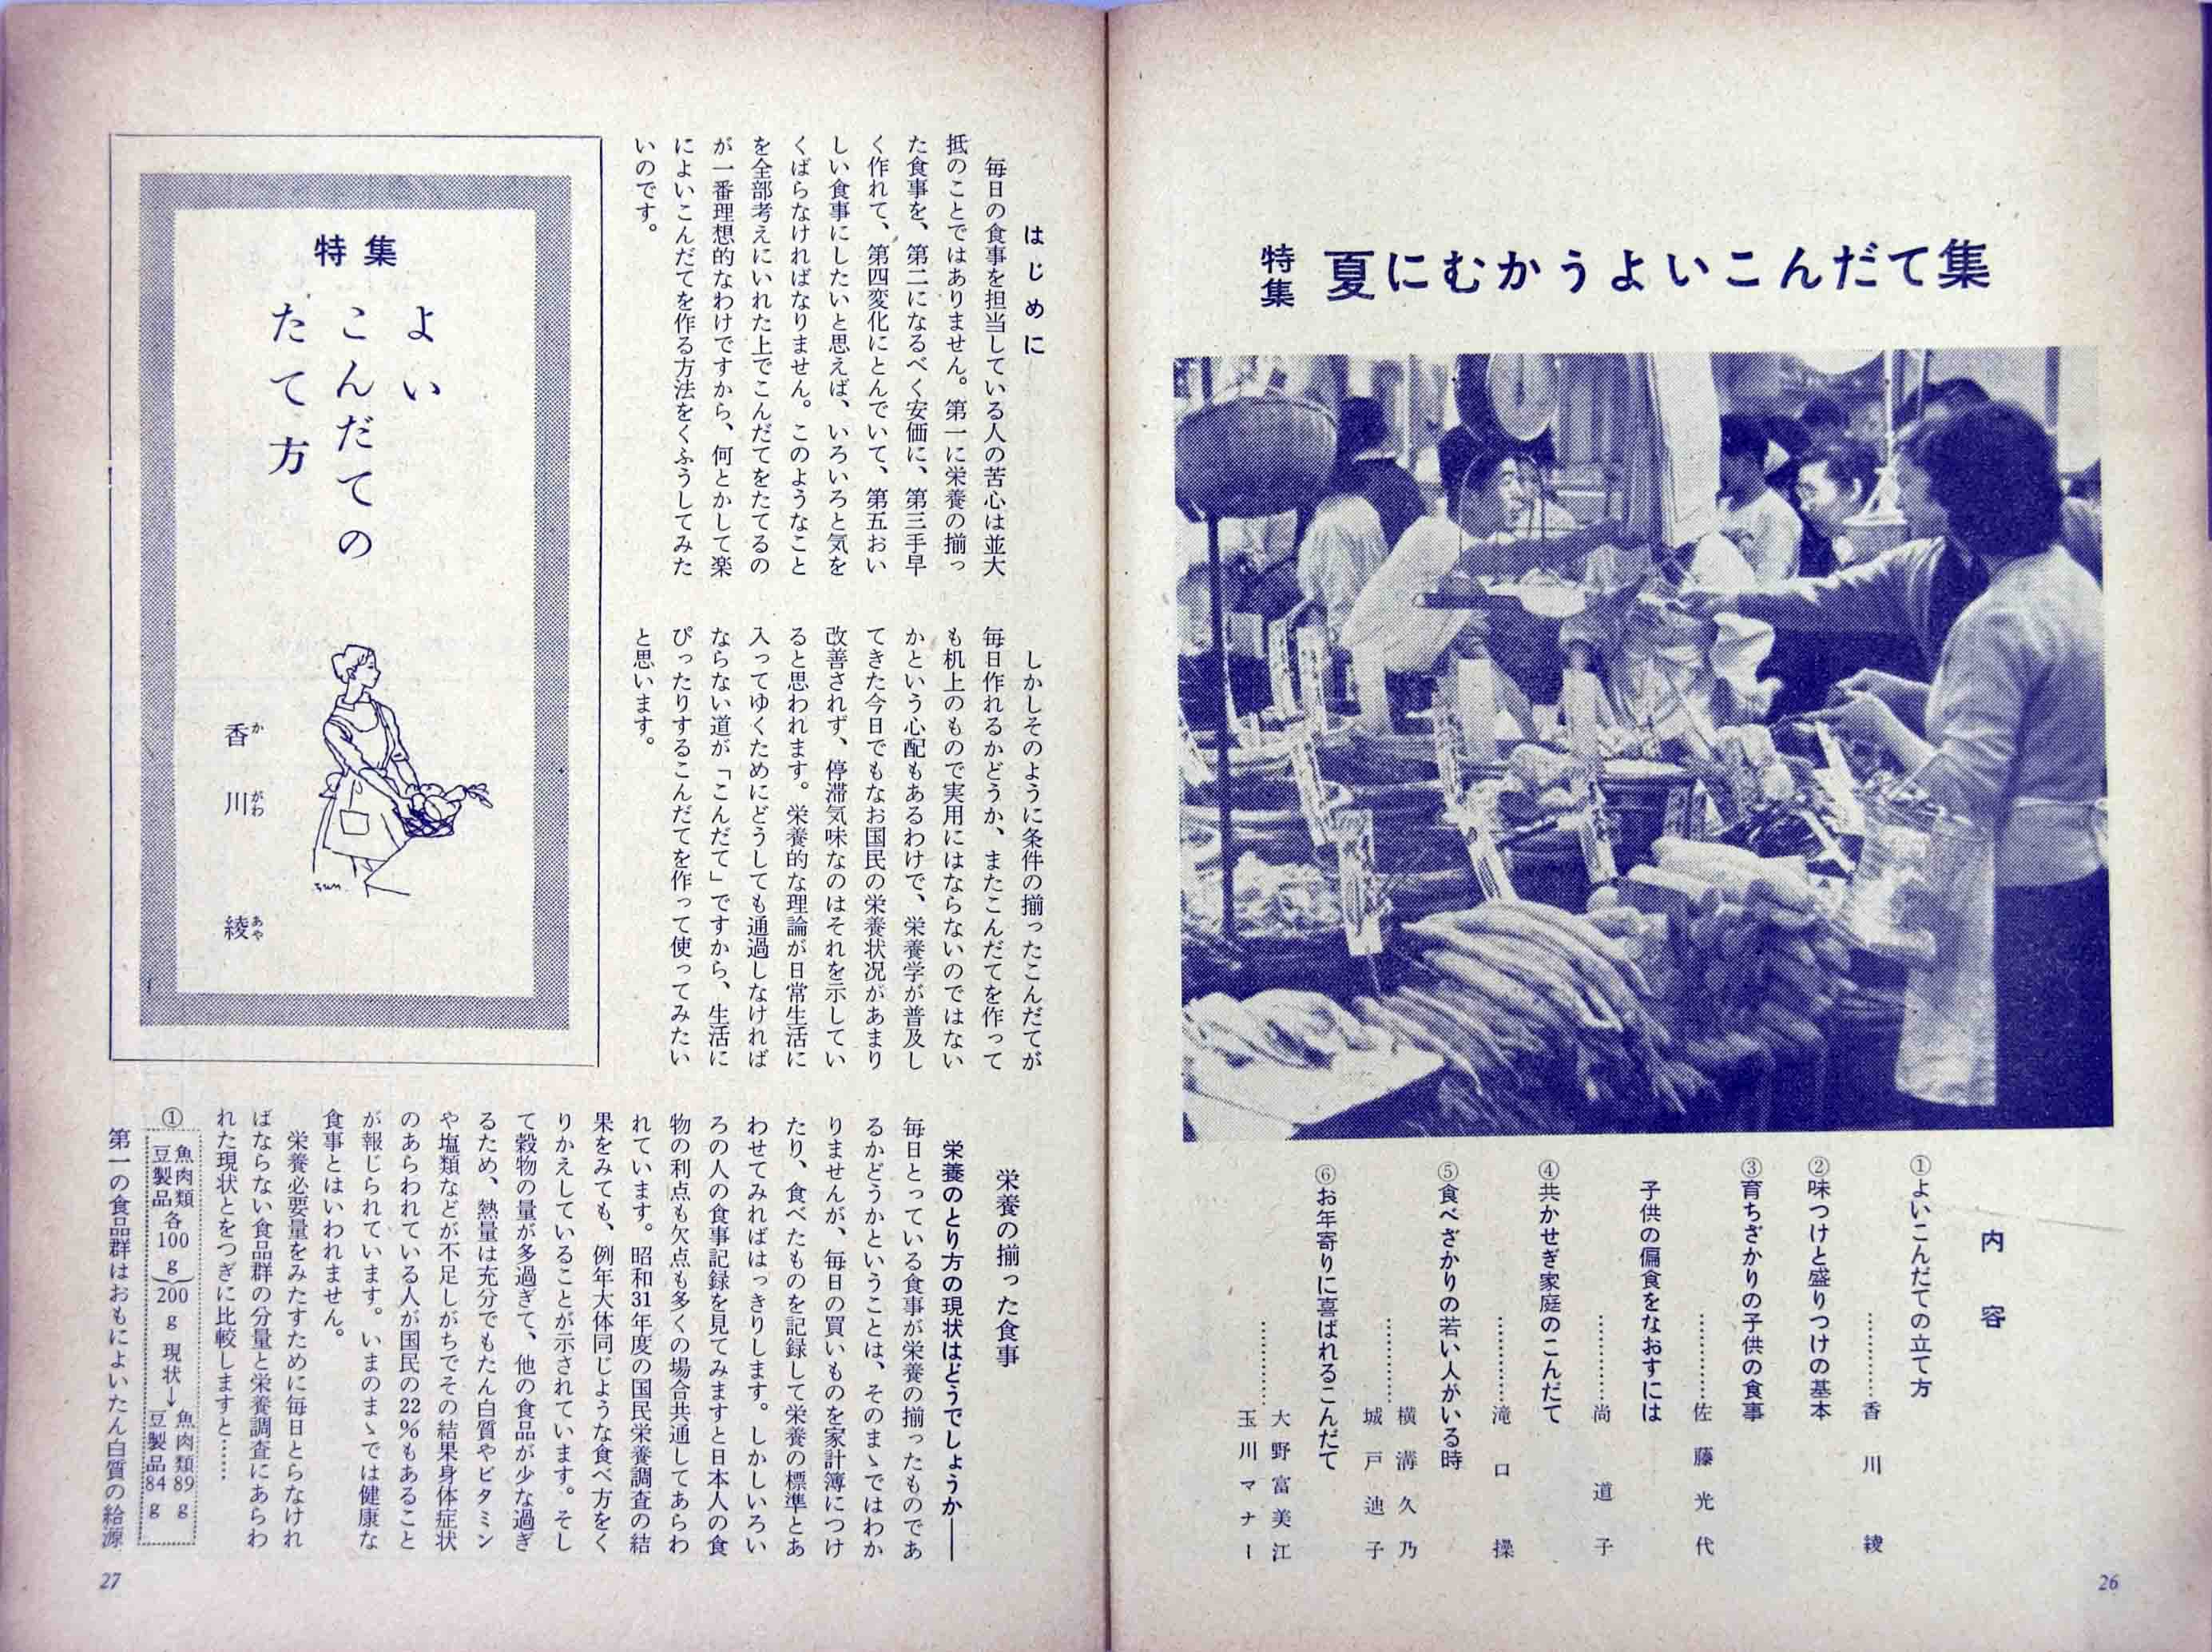 特集 夏にむかうよいこんだて集
内容
①よいこんだての立て方
…………香川綾
②味つけと盛りつけの基本
③育ちざかりの子供の食事
…………佐藤光代
子供の偏食をなおすには
…………尚道子
④共かせぎ家庭のこんだて
…………滝口操
⑤食べざかりの若い人がいる時
横溝久乃
…………城戸迪子
⑥お年寄りに喜ばれるこんだて
大野富美江
…………玉川マナー
26
はじめに
毎日の食事を担当している人の苦心は並大
抵のことではありません。第一に栄養の揃っ
た食事を、第二になるべく安価に、第三手早
く作れて、第四変化にとんでいて、第五おい
しい食事にしたいと思えば、いろいろと気を
くばらなければなりません。このようなこと
を全部考えにいれた上でこんだてをたてるの
が一番理想的なわけですから、何とかして楽
によいこんだてを作る方法をくふうしてみた
いのです。
しかしそのように条件の揃ったこんだてが
毎日作れるかどうか、またこんだてを作って
も机上のもので実用にはならないのではない
かという心配もあるわけで、栄養学が普及し
てきた今日でもなお国民の栄養状況があまり
改善されず、停滞気味なのはそれを示してい
ると思われます。栄養的な理論が日常生活に
入ってゆくためにどうしても通過しなければ
ならない道が「こんだて」ですから、生活に
ぴったりするこんだてを作って使ってみたい
と思います。
特集
よい
こんだての
たて方
香川綾
か がわ あや
栄養の揃った食事
栄養のとり方の現状はどうでしょうか――
毎日とっている食事が栄養の揃ったものであ
るかどうかということは、そのまゝではわか
りませんが、毎日の買いものを家計簿につけ
たり、食べたものを記録して栄養の標準とあ
わせてみればはっきりします。しかしいろい
ろの人の食事記録を見てみますと日本人の食
物の利点も欠点も多くの場合共通してあらわ
れています。昭和31年度の国民栄養調査の結
果をみても、例年大体同じような食べ方をく
りかえしていることが示されています。そし
て穀物の量が多過ぎて、他の食品が少な過ぎ
るため、熱量は充分でもたん白質やビタミン
や塩類などが不足しがちでその結果身体症状
のあらわれている人が国民の22％もあること
が報じられています。いまのまゝでは健康な
食事とはいわれません。
栄養必要量をみたすために毎日とらなけれ
ばならない食品群の分量と栄養調査にあらわ
れた現状とをつぎに比較しますと……
① 魚肉類 豆製品 各100g 200g 現状→ 魚肉類89g 豆製品84g
第一の食品群はおもによいたん白質の給源
27